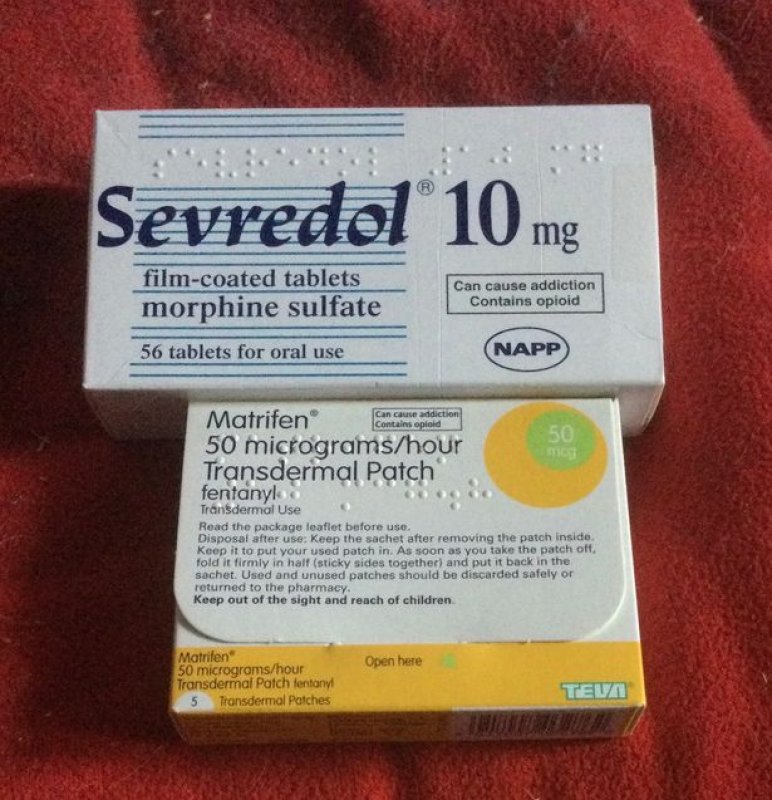 Sevredol® 10 mg
film-coated tablets
morphine sulfate
56 tablets for oral use
Can cause addiction
Contains opioid
NAPP
Matrifen®
50 micrograms/hour
Transdermal Patch
fentanyl
Transdermal Use
Can cause addiction
Contains opioid
50
mcg
Read the package leaflet before use.
Disposal after use: Keep the sachet after removing the patch inside.
Keep it to put your used patch in. As soon as you take the patch off,
fold it firmly in half (sticky sides together) and put it back in the
sachet. Used and unused patches should be discarded safely or
returned to the pharmacy.
Keep out of the sight and reach of children.
Matrifen®
50 micrograms/hour
Transdermal Patch fentanyl
5 Transdermal Patches
Open here
TEVA